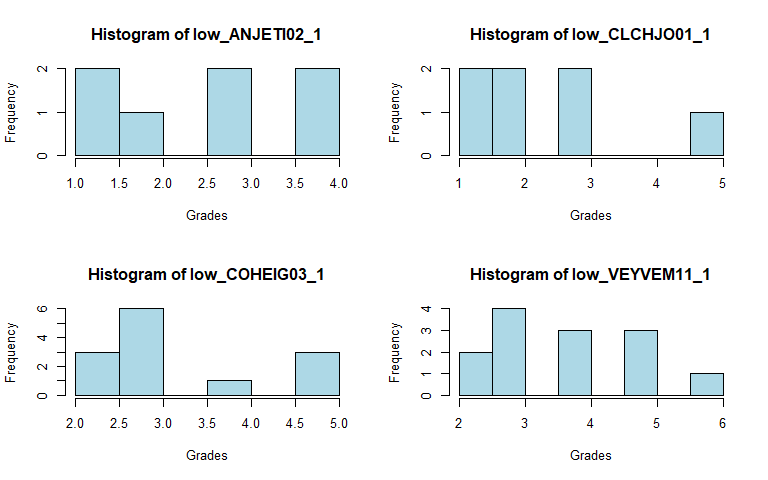 Histogram of low_ANJETI02_1
Frequency
0 1 2
1.0 1.5 2.0 2.5 3.0 3.5 4.0
Grades
Histogram of low_CLCHJO01_1
Frequency
0 1 2
1 2 3 4 5
Grades
Histogram of low_COHEIG03_1
Frequency
0 2 4 6
2.0 2.5 3.0 3.5 4.0 4.5 5.0
Grades
Histogram of low_VEYVEM11_1
Frequency
0 1 2 3 4
2 3 4 5 6
Grades